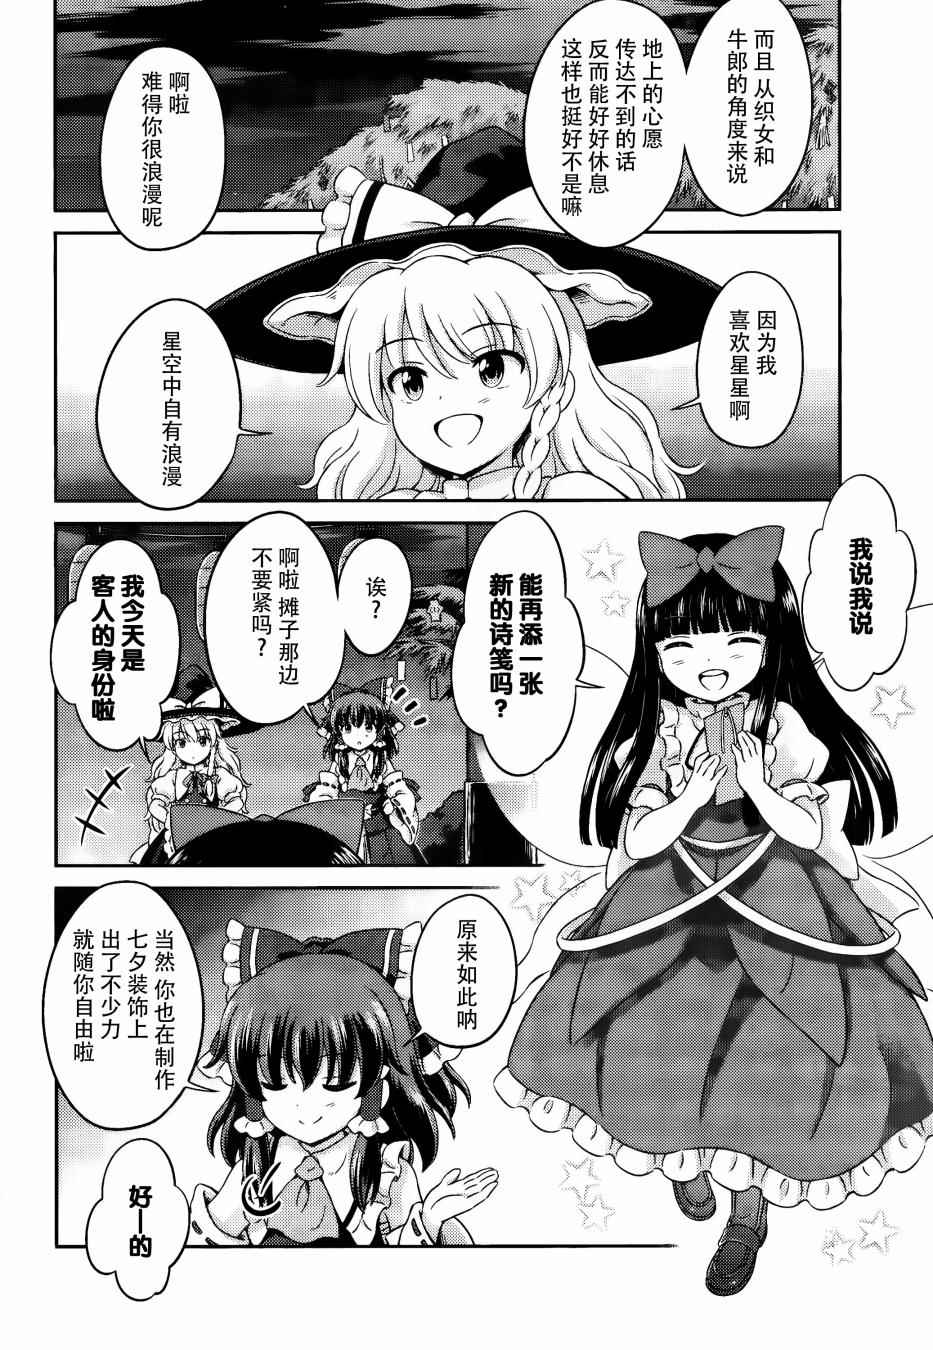 而且 从织女和
牛郎的角度来说
地上的心愿
传达不到的话
反而能好好休息
这样也挺好不是嘛
啊啦
难得你很浪漫呢
因为我
喜欢星星啊
星空中自有浪漫
我说我说
能再添一张
新的诗笺吗？
诶？
啊啦 摊子那边
不要紧吗？
我今天是
客人的身份啦
原来如此呐
当然 你也在制作
七夕装饰上
出了不少力
就随你自由啦
好—的